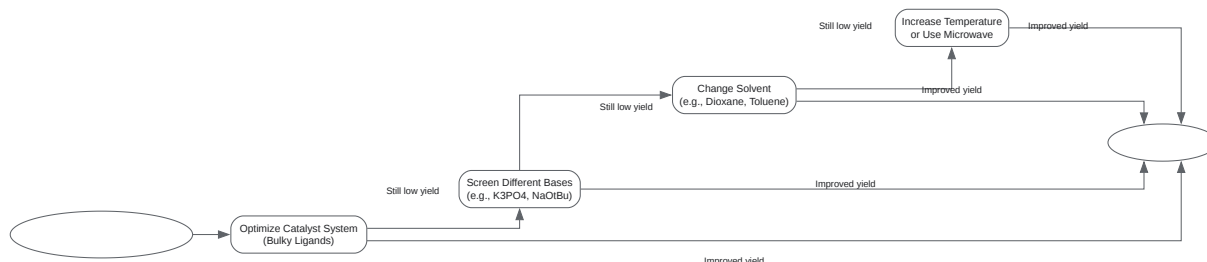 Still low yield
Increase Temperature
or Use Microwave
Improved yield
Change Solvent
(e.g., Dioxane, Toluene)
Improved yield
Still low yield
Screen Different Bases
(e.g., K3PO4, NaOtBu)
Improved yield
Still low yield
Optimize Catalyst System
(Bulky Ligands)
Improved yield